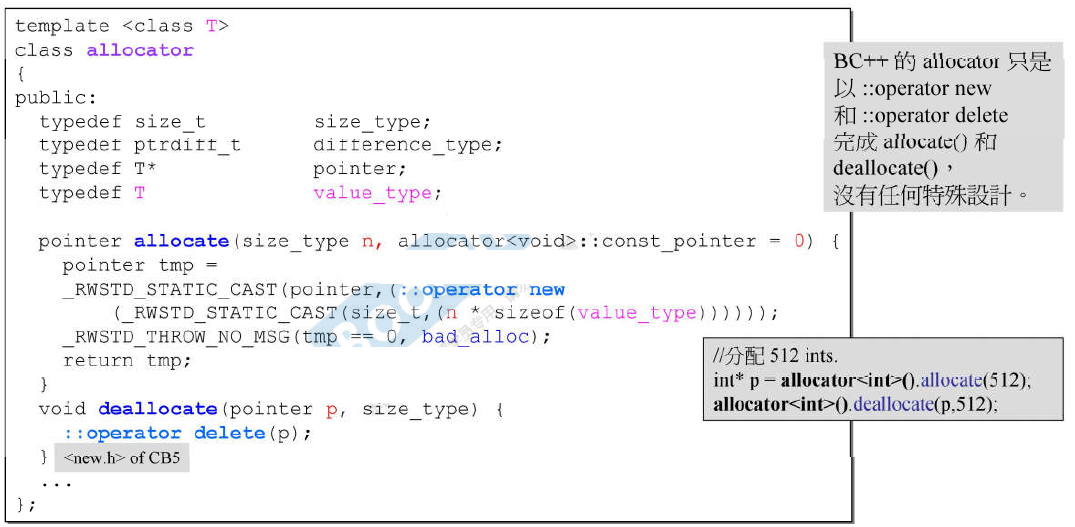 template <class T>
class allocator
{
public:
typedef size_t size_type;
typedef ptrdiff_t difference_type;
typedef T* pointer;
typedef T value_type;
pointer allocate(size_type n, allocator<void>::const_pointer = 0) {
pointer tmp =
_RWSTD_STATIC_CAST(pointer,(::operator new
(_RWSTD_STATIC_CAST(size_t,(n * sizeof(value_type))))));
_RWSTD_THROW_NO_MSG(tmp == 0, bad_alloc);
return tmp;
}
void deallocate(pointer p, size_type) {
::operator delete(p);
} <new.h> of CB5
...
};
BC++ 的 allocator 只是
以 ::operator new
和 ::operator delete
完成 allocate() 和
deallocate()，
沒有任何特殊設計。
//分配 512 ints.
int* p = allocator<int>().allocate(512);
allocator<int>().deallocate(p,512);